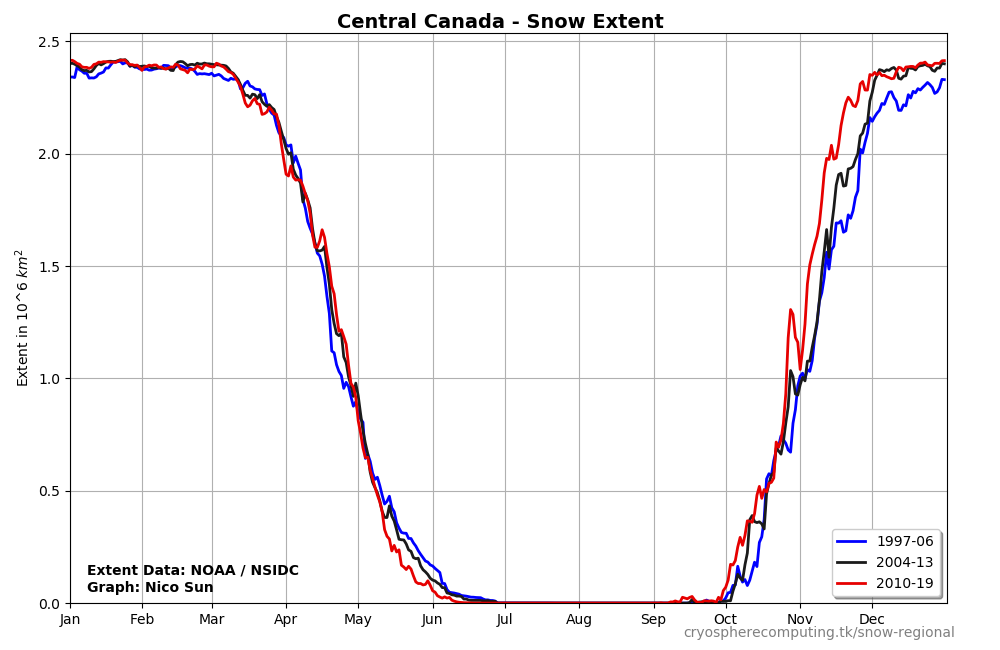 Central Canada - Snow Extent
2.5
2.0
1.5
1.0
0.5
0.0
Extent in 10^6 km²
Jan Feb Mar Apr May Jun Jul Aug Sep Oct Nov Dec
1997-06
2004-13
2010-19
Extent Data: NOAA / NSIDC
Graph: Nico Sun
cryospherecomputing.tk/snow-regional